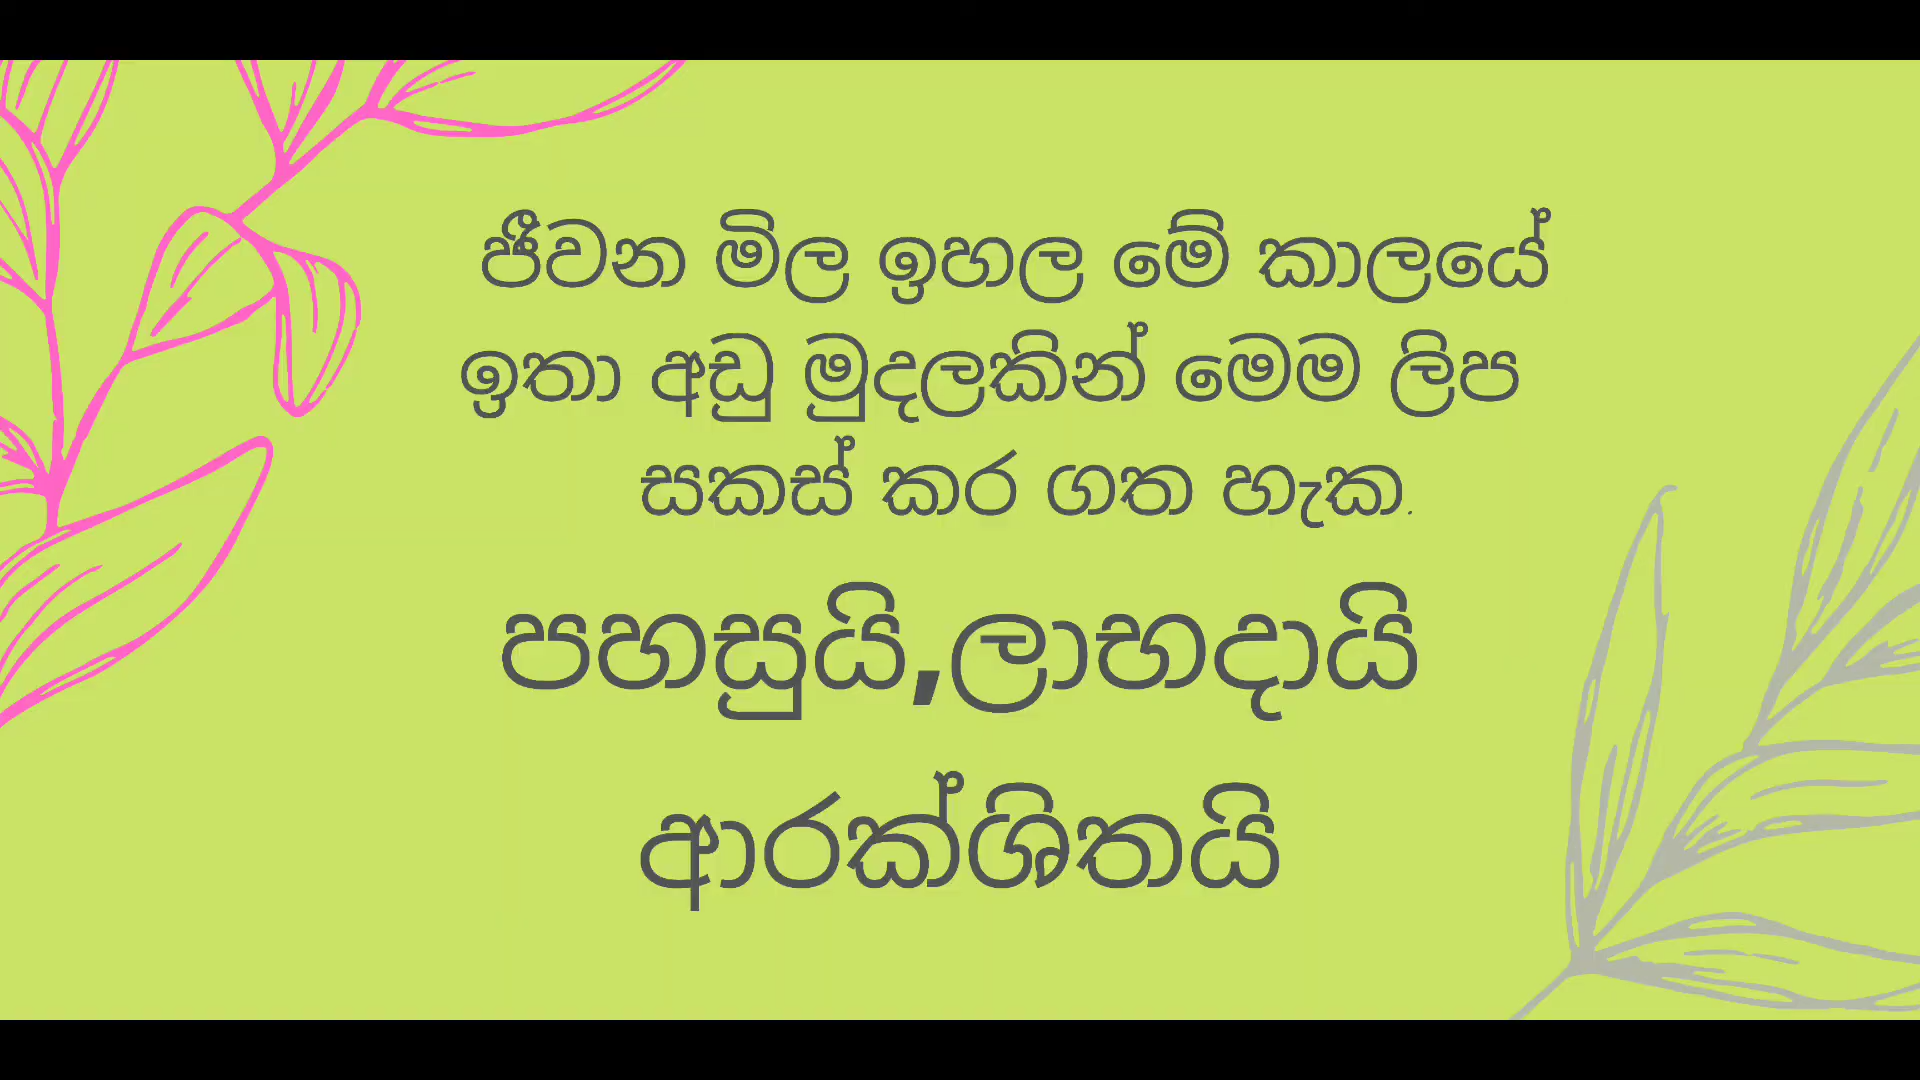 ජීවන මිල ඉහල මේ කාලයේ
ඉතා අඩු මුදලකින් මෙම ලිප
සකස් කර ගත හැක.
පහසුයි,ලාභදායි
ආරක්ශිතයි